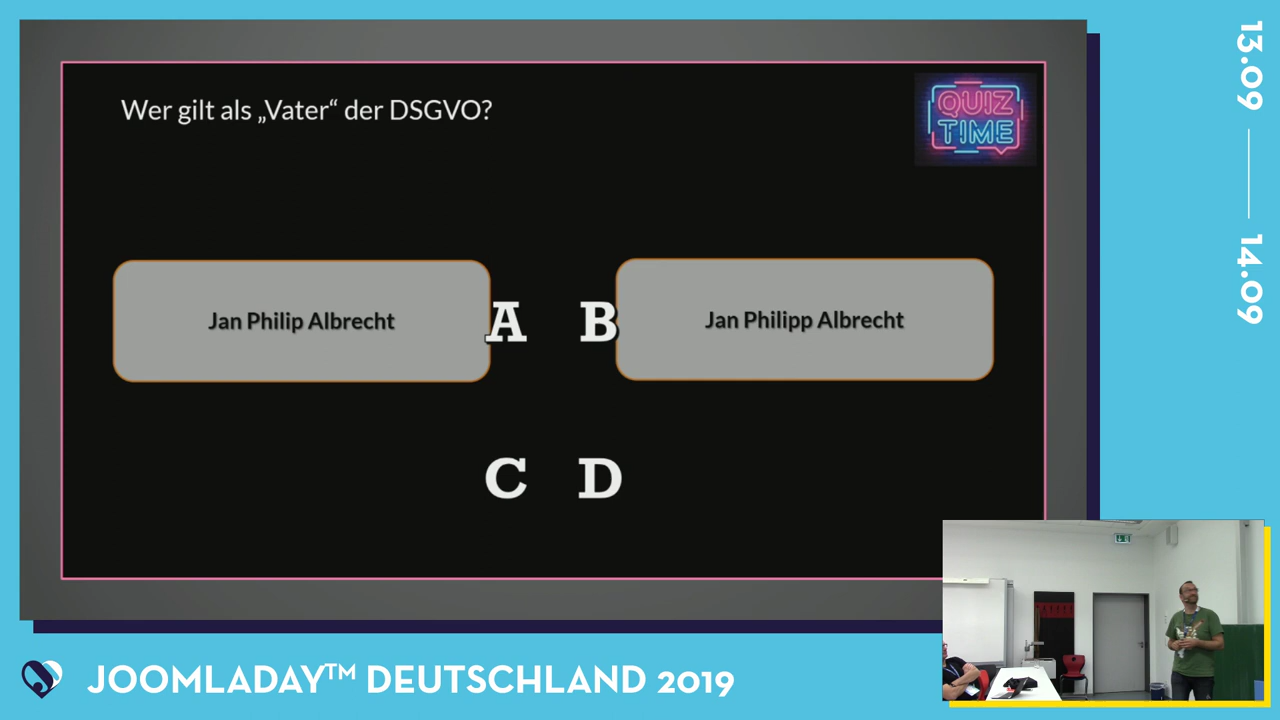 Wer gilt als „Vater“ der DSGVO?
QUIZ
TIME
Jan Philip Albrecht
A
B
Jan Philipp Albrecht
C
D
13.09
14.09
JOOMLADAY™ DEUTSCHLAND 2019